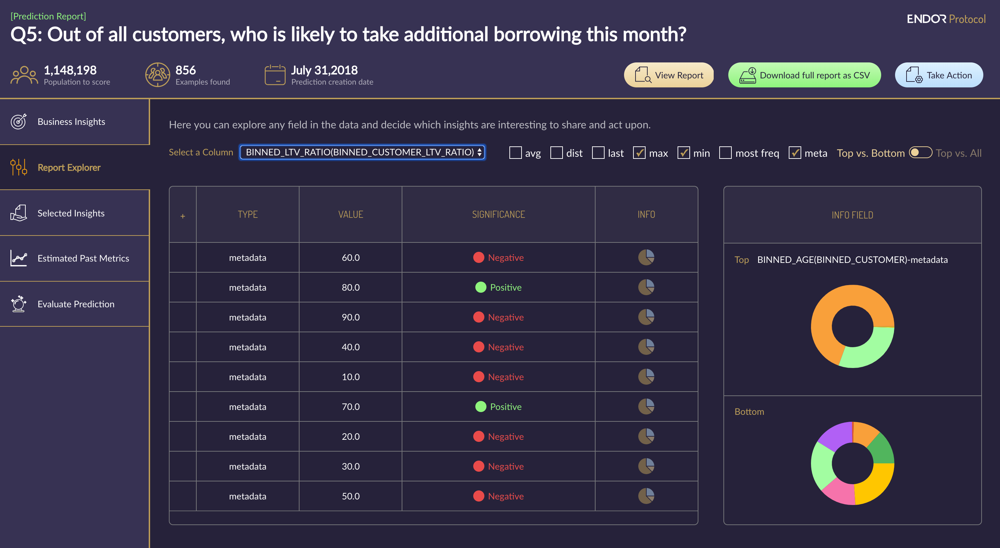 [Prediction Report]
ENDOR Protocol
Q5: Out of all customers, who is likely to take additional borrowing this month?
1,148,198
Population to score
856
Examples found
July 31,2018
Prediction creation date
View Report
Download full report as CSV
Take Action
Business Insights
Report Explorer
Selected Insights
Estimated Past Metrics
Evaluate Prediction
Here you can explore any field in the data and decide which insights are interesting to share and act upon.
Select a Column BINNED_LTV_RATIO(BINNED_CUSTOMER_LTV_RATIO) avg dist last max min most freq meta Top vs. Bottom Top vs. All
+ TYPE VALUE SIGNIFICANCE INFO
metadata 60.0 Negative
metadata 80.0 Positive
metadata 90.0 Negative
metadata 40.0 Negative
metadata 10.0 Negative
metadata 70.0 Positive
metadata 20.0 Negative
metadata 30.0 Negative
metadata 50.0 Negative
INFO FIELD
Top BINNED_AGE(BINNED_CUSTOMER)-metadata
Bottom